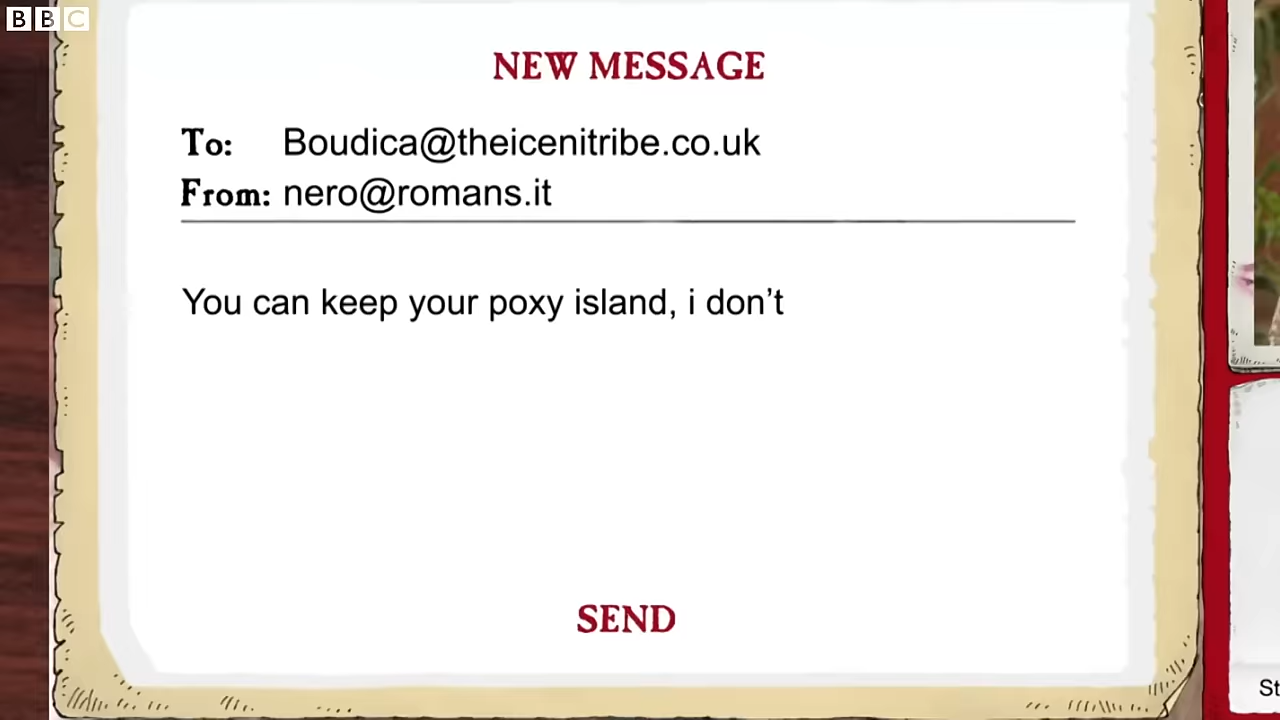 BBC
NEW MESSAGE
To: Boudica@theicenitribe.co.uk
From: nero@romans.it
You can keep your poxy island, i don’t
SEND
St